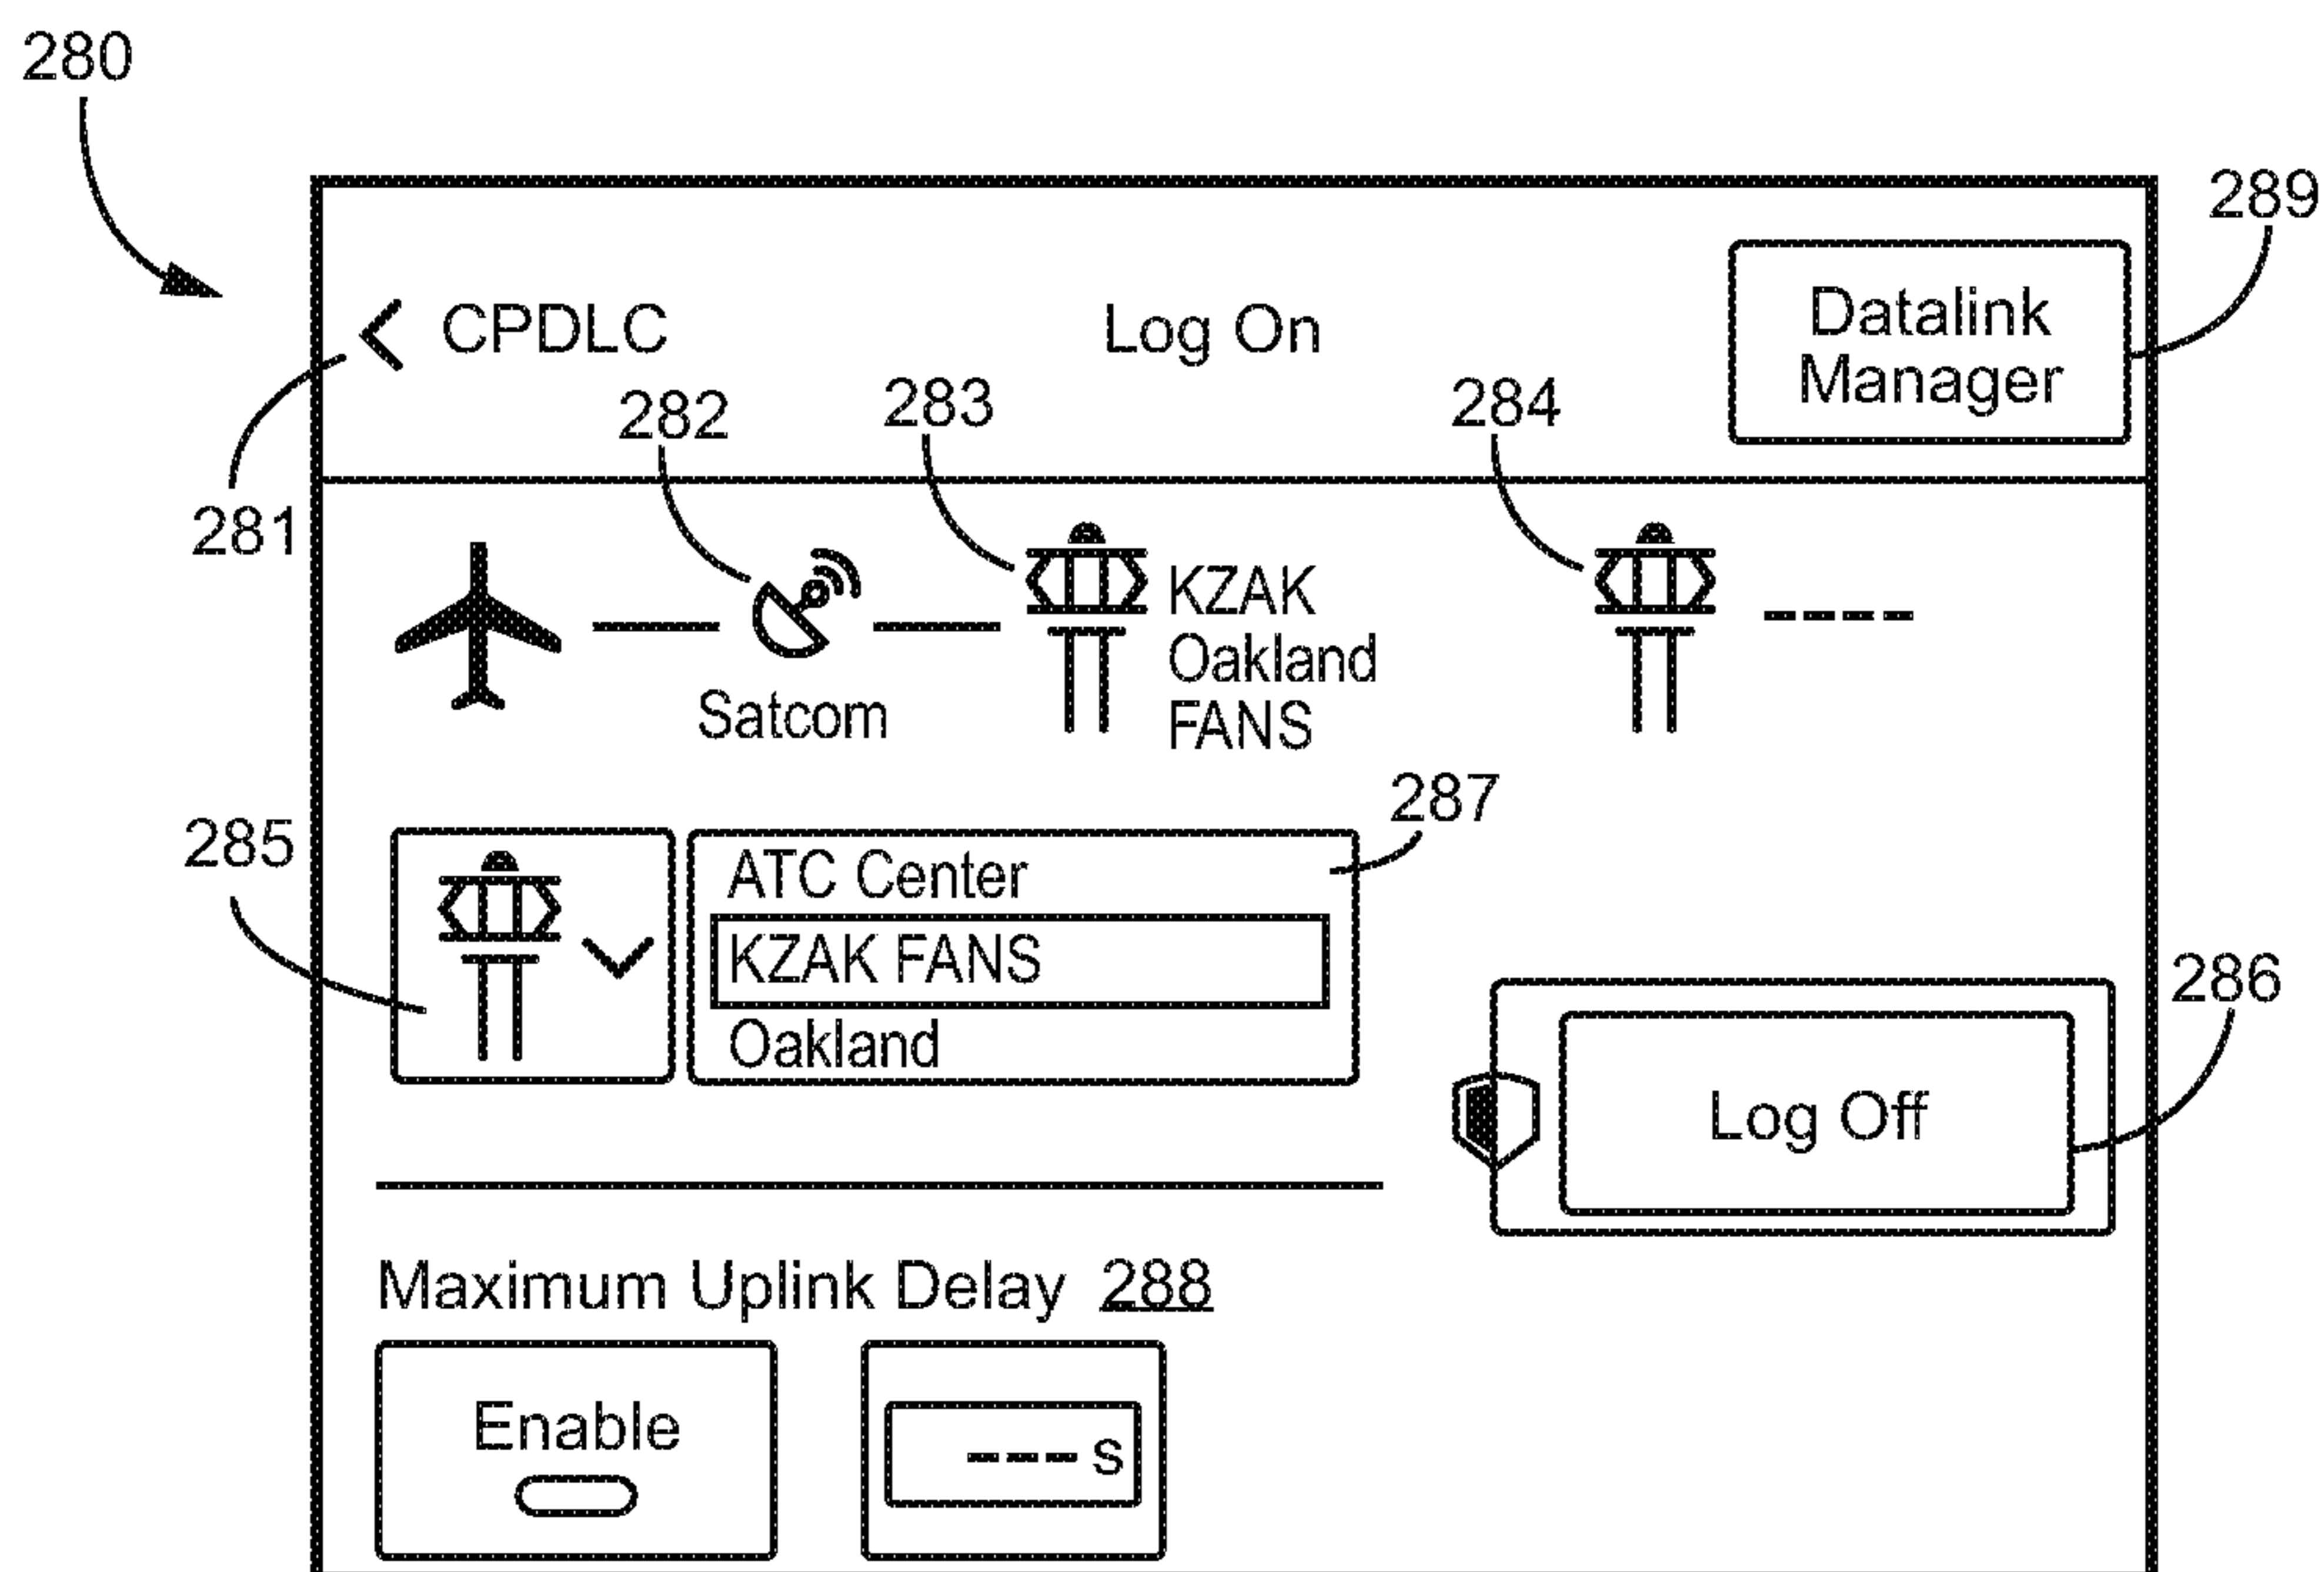 280
289
< CPDLC
Log On
Datalink
Manager
281
282
283
284
Satcom
KZAK
Oakland
FANS
----
285
287
ATC Center
KZAK FANS
Oakland
286
Log Off
Maximum Uplink Delay 288
Enable
---s